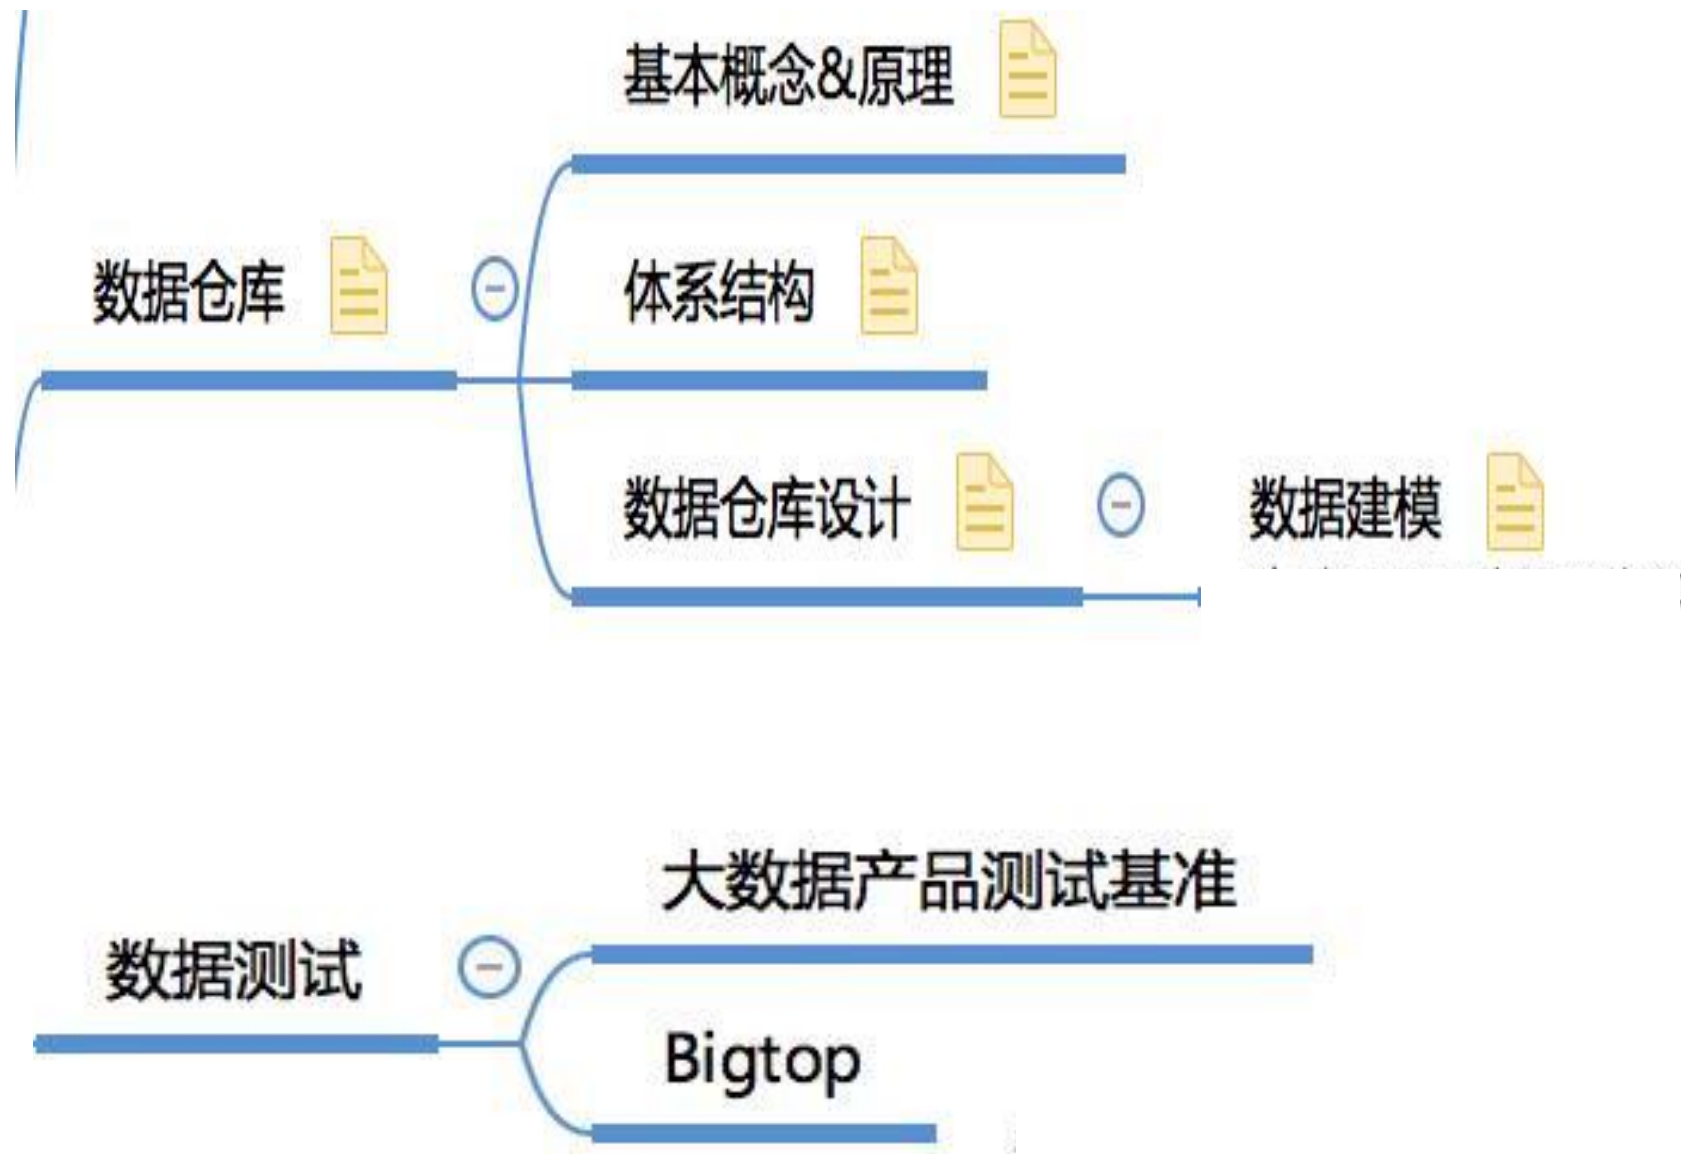 基本概念&原理
数据仓库
体系结构
数据仓库设计
数据建模
大数据产品测试基准
数据测试
Bigtop